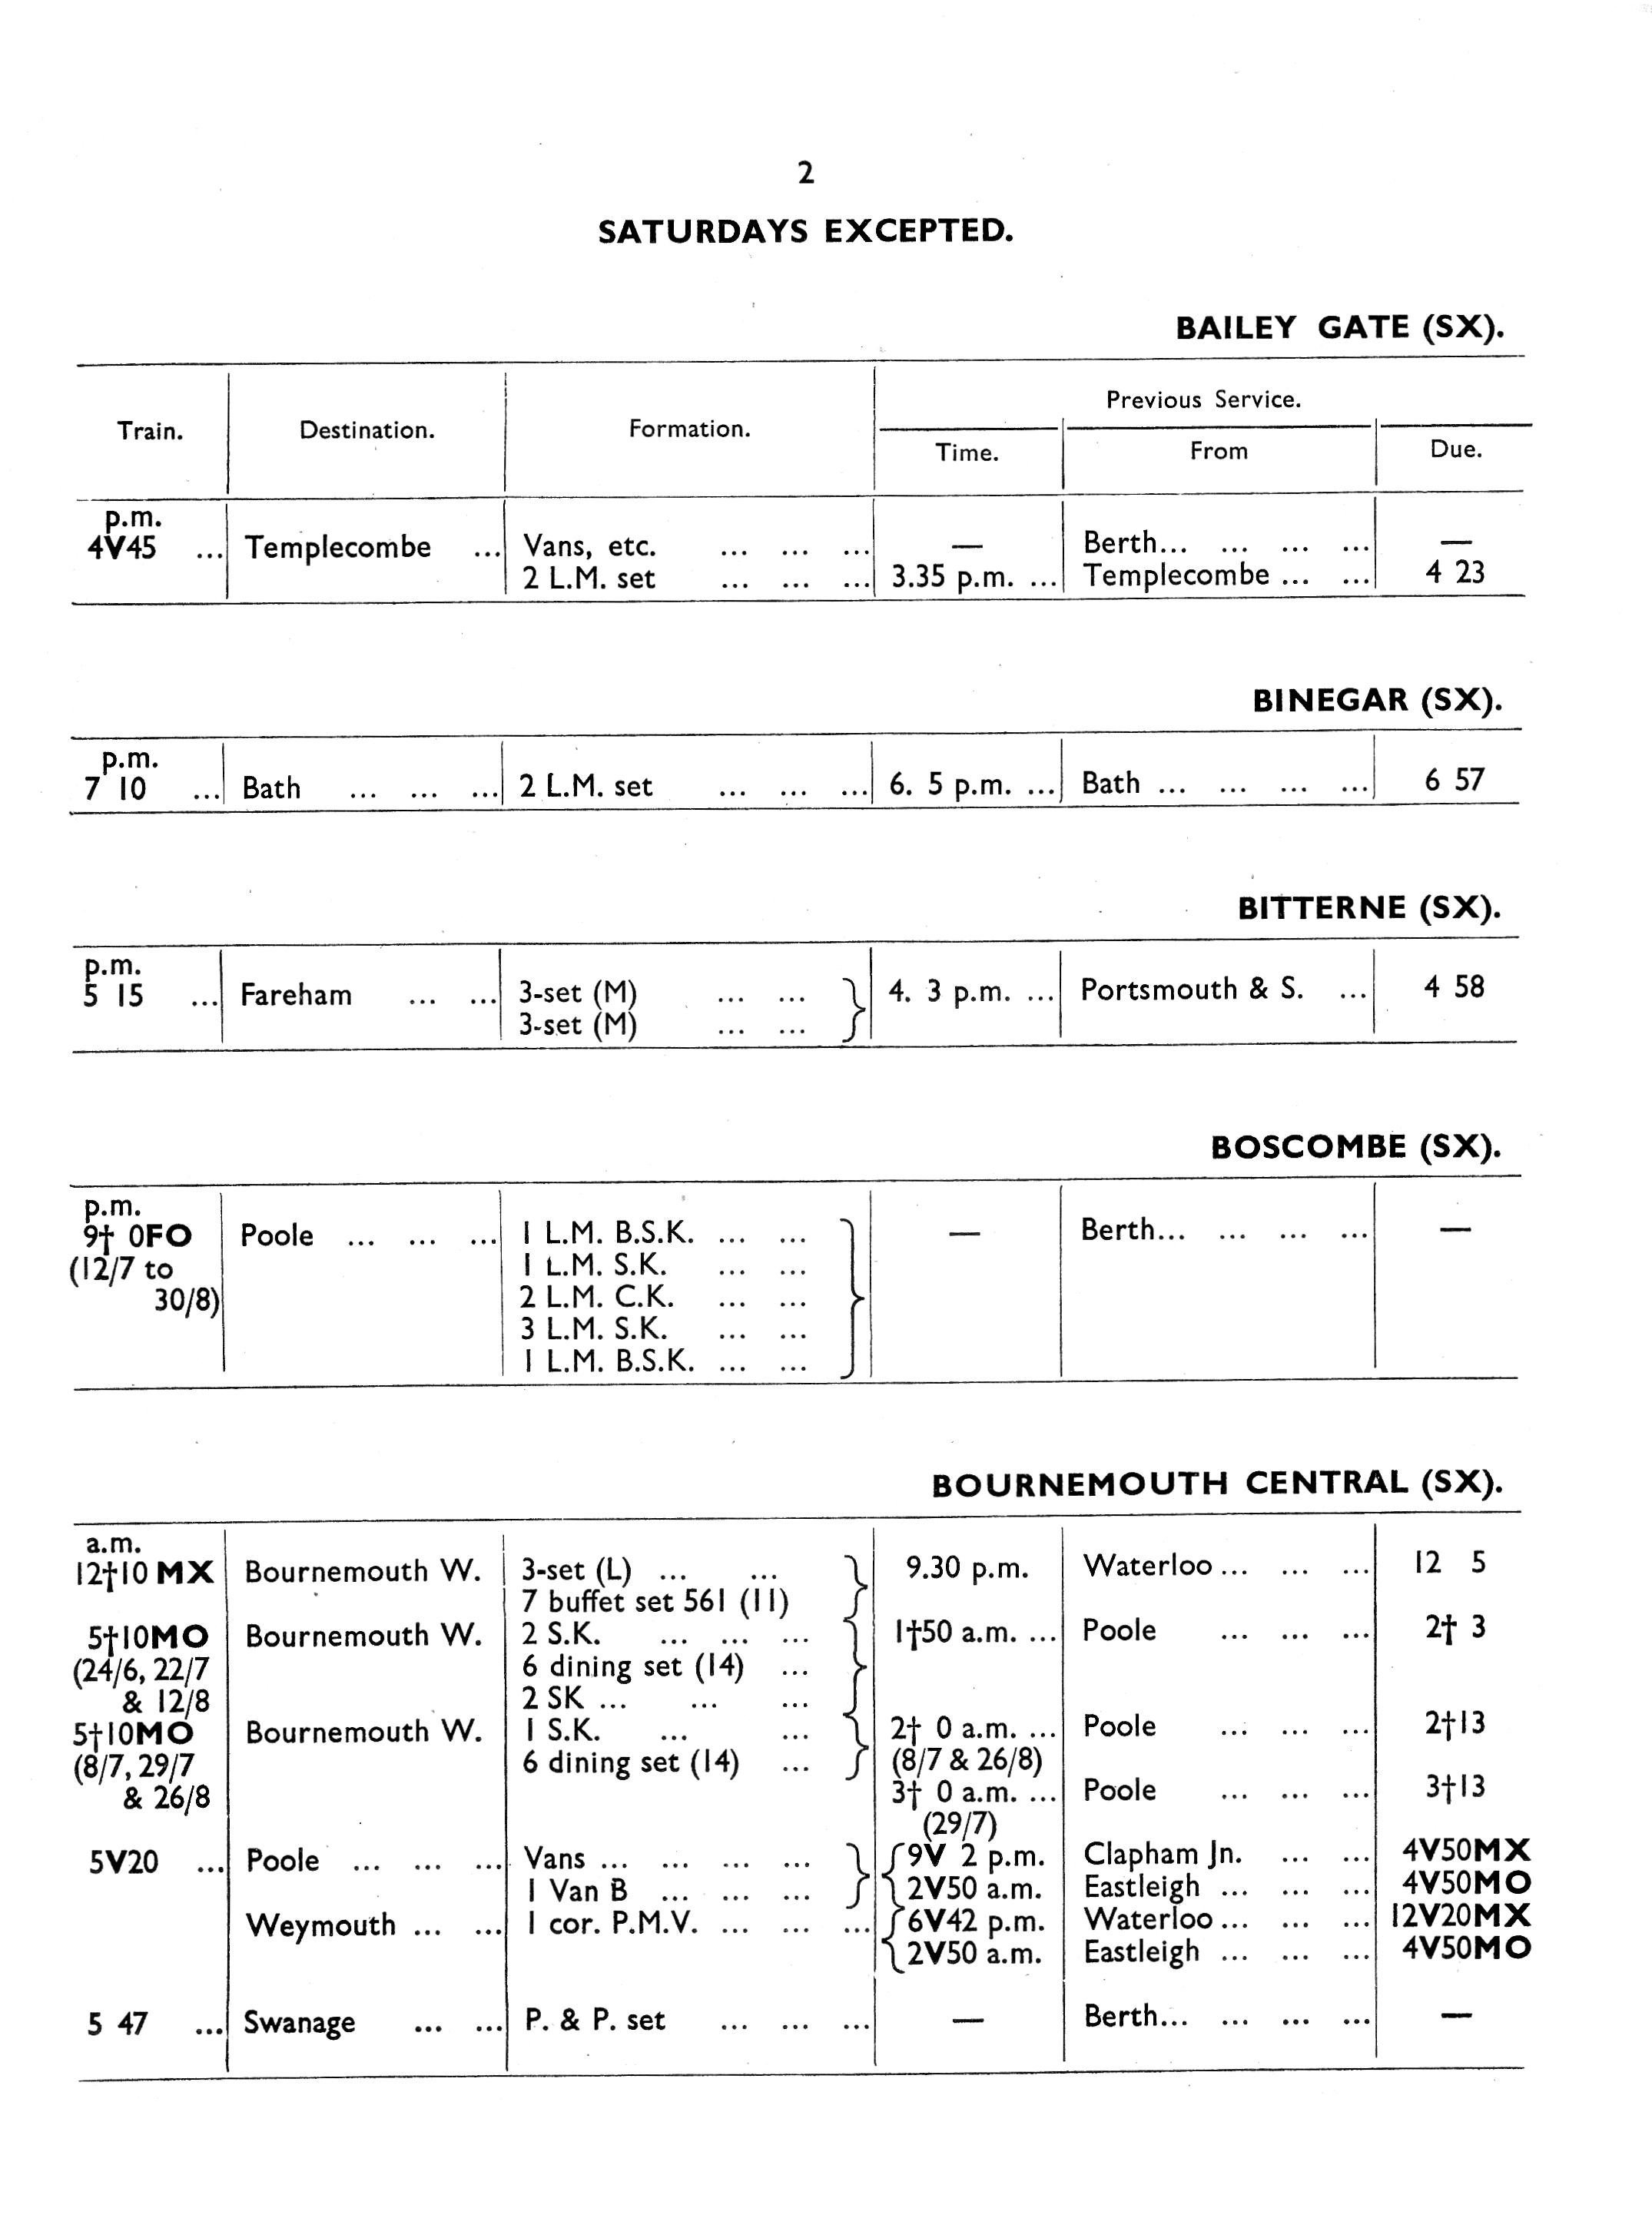 2
SATURDAYS EXCEPTED.
BAILEY GATE (SX).
Train. Destination. Formation. Previous Service.
Time. From Due.
p.m.
4V45 ... Templecombe ... Vans, etc. ... ... ... — Berth... ... ... ... —
2 L.M. set ... ... ... 3.35 p.m. ... Templecombe ... ... 4 23
BINEGAR (SX).
p.m.
7 10 ... Bath ... ... ... 2 L.M. set ... ... ... 6. 5 p.m. ... Bath ... ... ... ... 6 57
BITTERNE (SX).
p.m.
5 15 ... Fareham ... ... 3-set (M) ... ... } 4. 3 p.m. ... Portsmouth & S. ... 4 58
3-set (M) ... ...
BOSCOMBE (SX).
p.m.
9† 0FO Poole ... ... ... 1 L.M. B.S.K. ... ... } — Berth... ... ... ... —
(12/7 to 1 L.M. S.K. ... ...
30/8) 2 L.M. C.K. ... ...
3 L.M. S.K. ... ...
1 L.M. B.S.K. ... ...
BOURNEMOUTH CENTRAL (SX).
a.m.
12†10 MX Bournemouth W. 3-set (L) ... ... } 9.30 p.m. Waterloo ... ... ... 12 5
7 buffet set 561 (11)
5†10MO Bournemouth W. 2 S.K. ... ... ... } 1†50 a.m. ... Poole ... ... ... 2† 3
(24/6, 22/7 6 dining set (14) ...
& 12/8 2 SK ... ... ...
5†10MO Bournemouth W. 1 S.K. ... ... } 2† 0 a.m. ... Poole ... ... ... 2†13
(8/7, 29/7 6 dining set (14) ... (8/7 & 26/8)
& 26/8 3† 0 a.m. ... Poole ... ... ... 3†13
(29/7)
5V20 ... Poole ... ... ... Vans ... ... ... ... } { 9V 2 p.m. Clapham Jn. ... ... 4V50MX
1 Van B ... ... ... 2V50 a.m. Eastleigh ... ... ... 4V50MO
Weymouth ... ... 1 cor. P.M.V. ... ... ... { 6V42 p.m. Waterloo ... ... ... 12V20MX
2V50 a.m. Eastleigh ... ... ... 4V50MO
5 47 ... Swanage ... ... P. & P. set ... ... ... — Berth... ... ... ... —